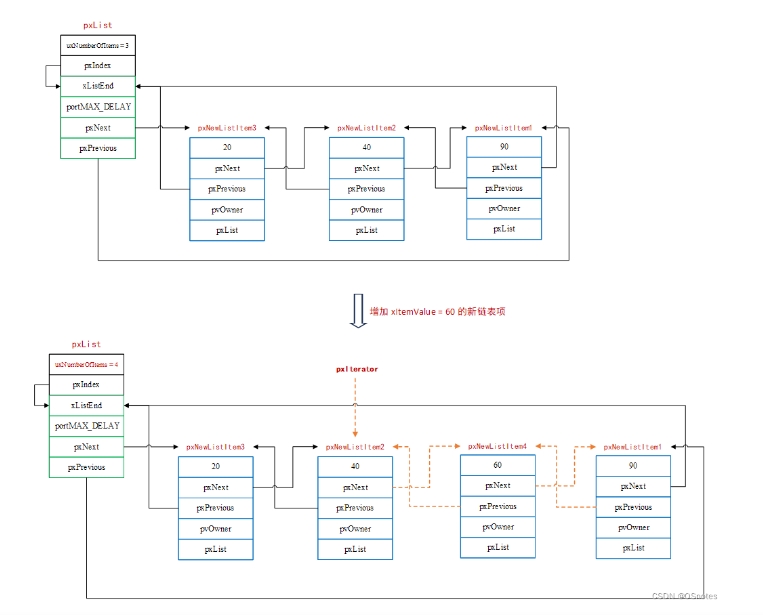 pxList
uxNumberOfItems = 3
pxIndex
xListEnd
portMAX_DELAY
pxNext
pxPrevious
pxNewListItem3
20
pxNext
pxPrevious
pvOwner
pxList
pxNewListItem2
40
pxNext
pxPrevious
pvOwner
pxList
pxNewListItem1
90
pxNext
pxPrevious
pvOwner
pxList
增加 xItemValue = 60 的新链表项
pxList
uxNumberOfItems = 4
pxIndex
xListEnd
portMAX_DELAY
pxNext
pxPrevious
pxIterator
pxNewListItem3
20
pxNext
pxPrevious
pvOwner
pxList
pxNewListItem2
40
pxNext
pxPrevious
pvOwner
pxList
pxNewListItem4
60
pxNext
pxPrevious
pvOwner
pxList
pxNewListItem1
90
pxNext
pxPrevious
pvOwner
pxList
CSDN @OSnotes